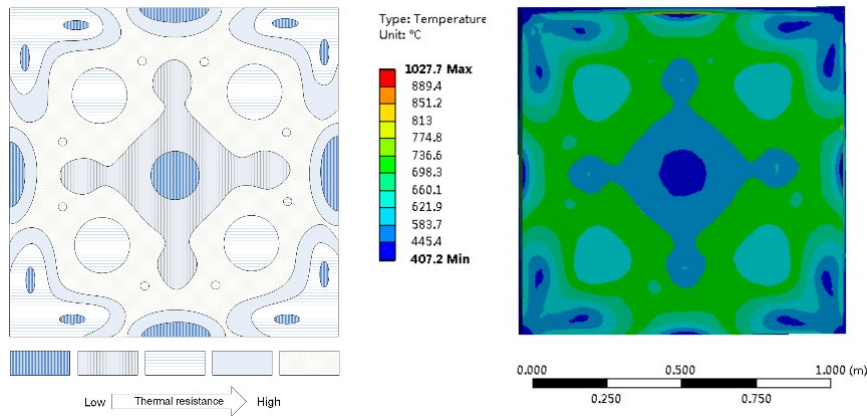 Type: Temperature
Unit: °C
1027.7 Max
889.4
851.2
813
774.8
736.6
698.3
660.1
621.9
583.7
445.4
407.2 Min
Low Thermal resistance High
0.000 0.500 1.000 (m)
0.250 0.750